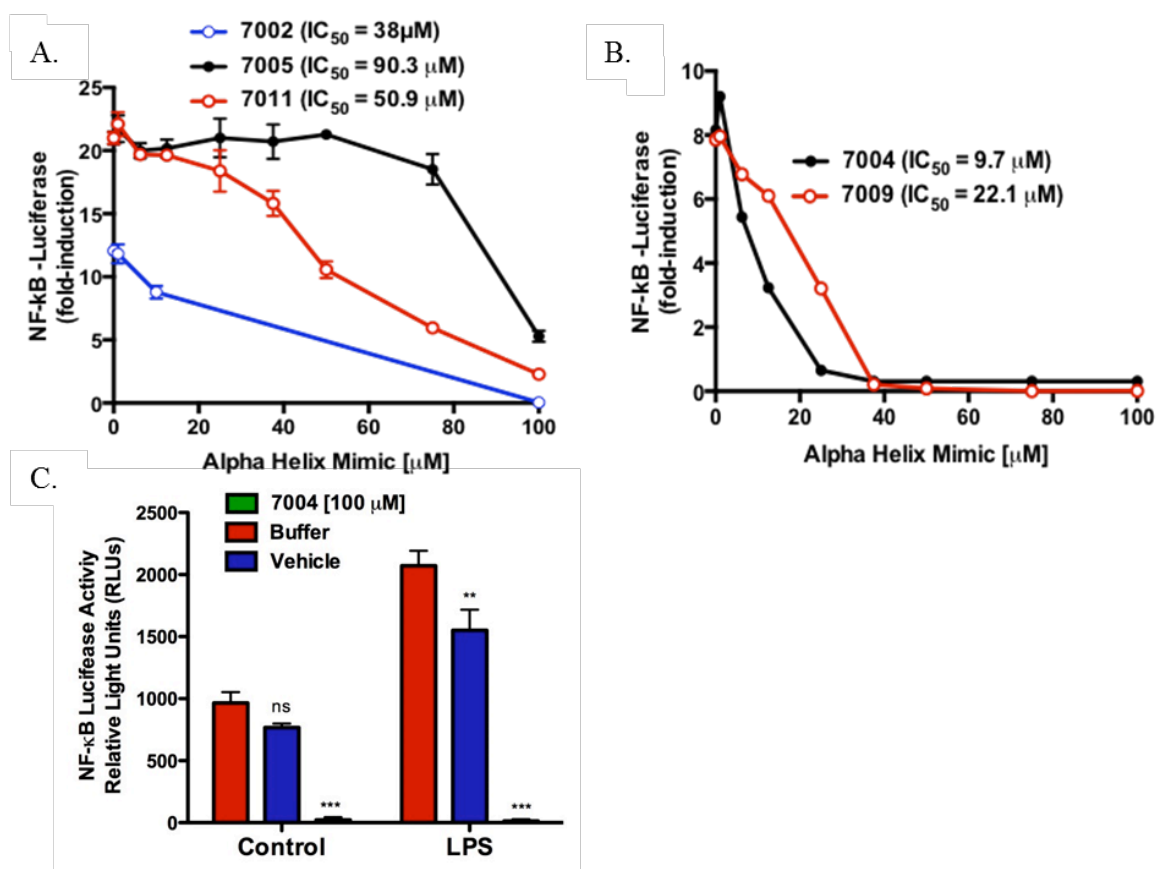 A.
7002 (IC50 = 38µM)
7005 (IC50 = 90.3 µM)
7011 (IC50 = 50.9 µM)
25
20
15
10
5
0
NF-kB -Luciferase
(fold-induction)
0 20 40 60 80 100
Alpha Helix Mimic [µM]
B.
7004 (IC50 = 9.7 µM)
7009 (IC50 = 22.1 µM)
10
8
6
4
2
0
NF-kB -Luciferase
(fold-induction)
0 20 40 60 80 100
Alpha Helix Mimic [µM]
C.
7004 [100 µM]
Buffer
Vehicle
2500
2000
1500
1000
500
0
NF-κB Lucifease Activiy
Relative Light Units (RLUs)
ns
***
**
***
Control LPS